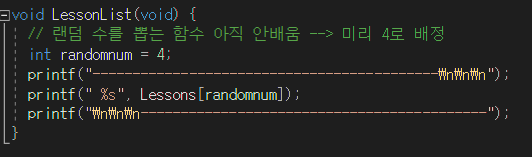 void LessonList(void) {
// 랜덤 수를 뽑는 함수 아직 안배움 --> 미리 4로 배정
int randomnum = 4;
printf("-------------------------------------------₩n₩n₩n");
printf(" %s", Lessons[randomnum]);
printf("₩n₩n₩n-------------------------------------------");
}